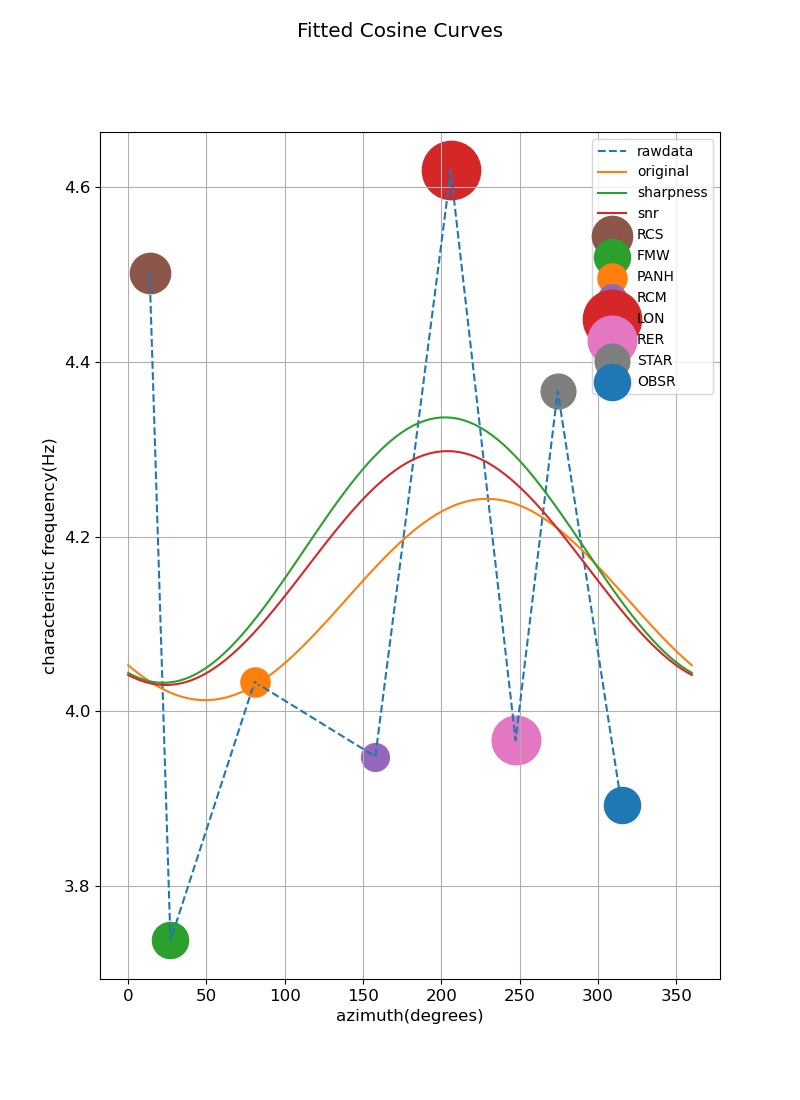 Fitted Cosine Curves
rawdata
original
sharpness
snr
RCS
FMW
PANH
RCM
LON
RER
STAR
OBSR
characteristic frequency(Hz)
4.6
4.4
4.2
4.0
3.8
0 50 100 150 200 250 300 350
azimuth(degrees)